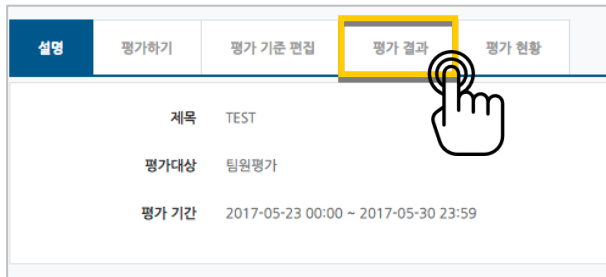 설명 평가하기 평가 기준 편집 평가 결과 평가 현황
제목 TEST
평가대상 팀원평가
평가 기간 2017-05-23 00:00 ~ 2017-05-30 23:59